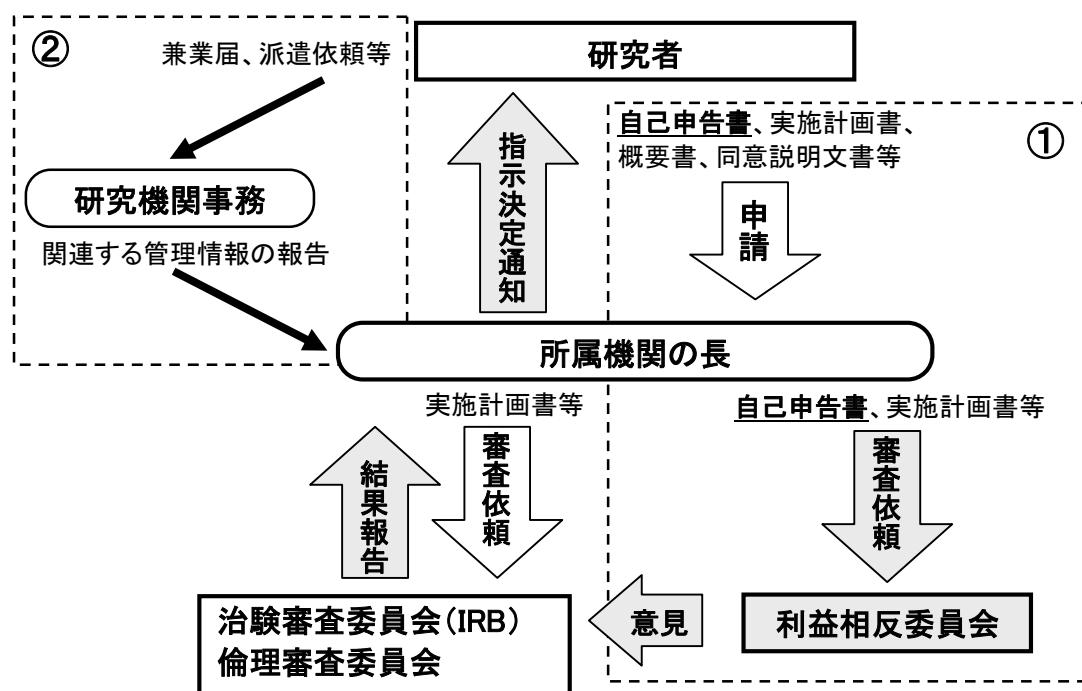 ②
兼業届、派遣依頼等
研究者
自己申告書、実施計画書、
概要書、同意説明文書等
①
指示決定通知
申請
研究機関事務
関連する管理情報の報告
所属機関の長
実施計画書等
自己申告書、実施計画書等
結果報告
審査依頼
審査依頼
治験審査委員会(IRB)
倫理審査委員会
意見
利益相反委員会